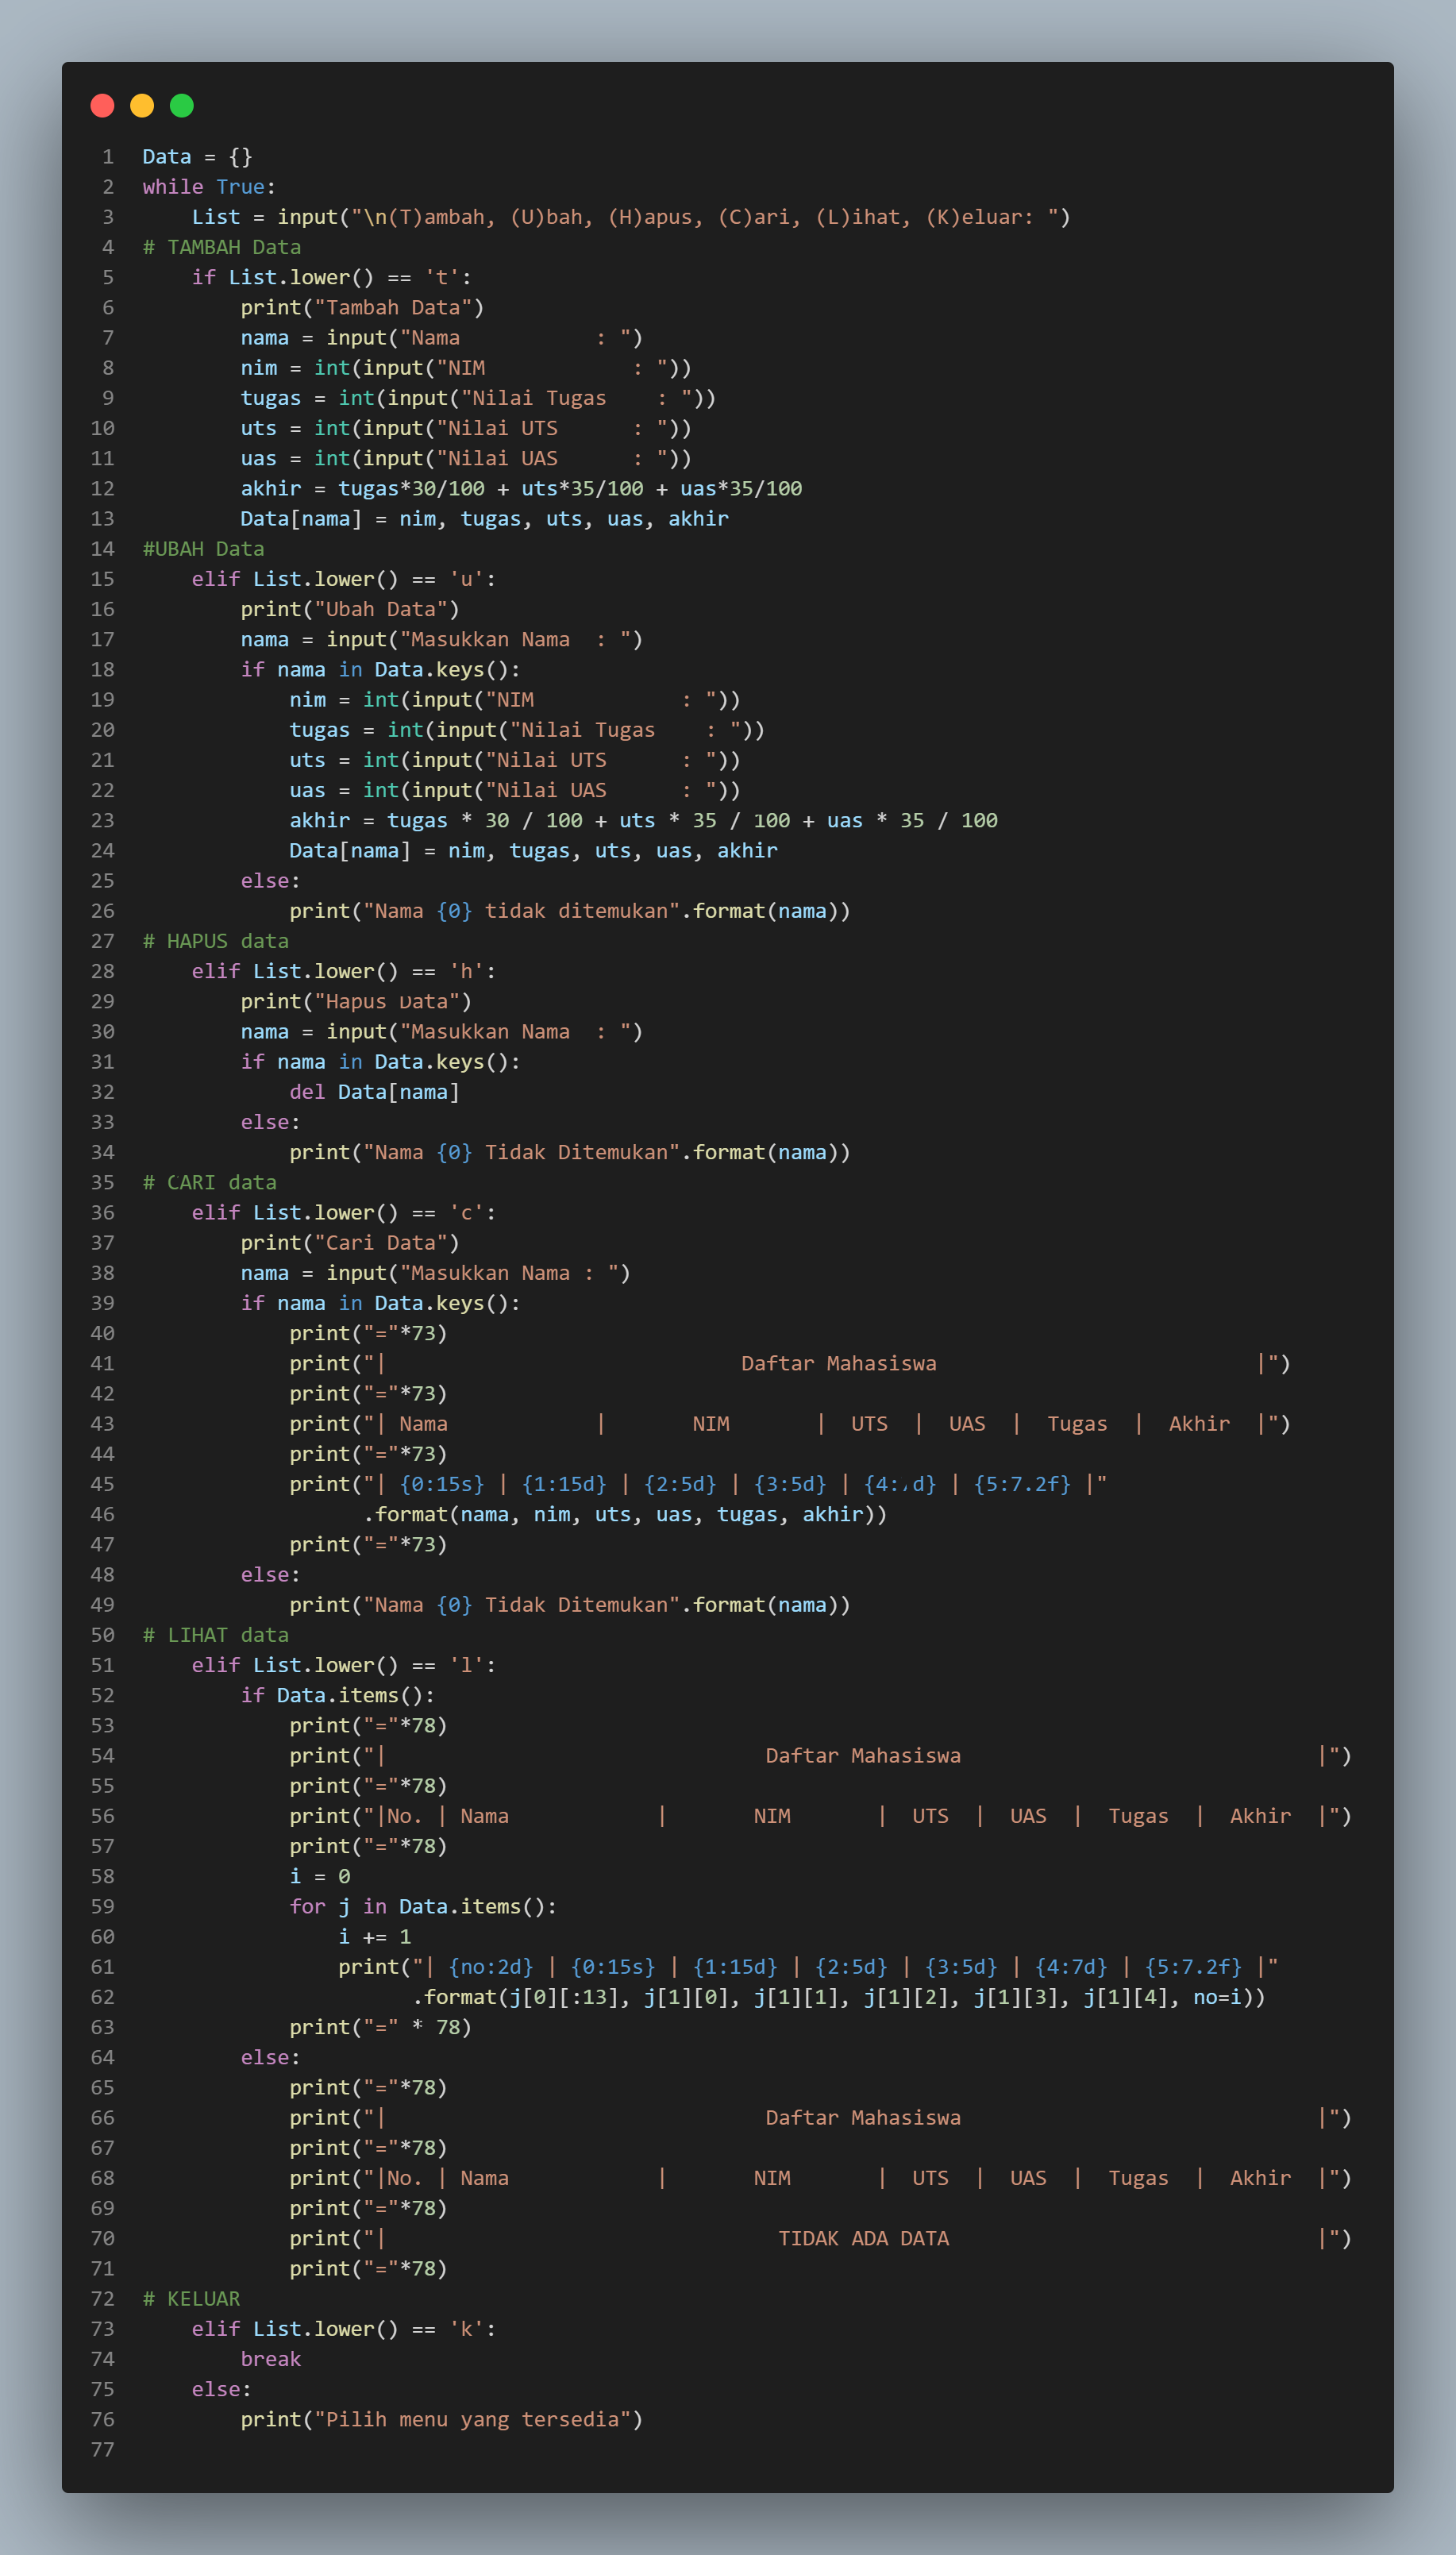 1 Data = {}
2 while True:
3     List = input("\n(T)ambah, (U)bah, (H)apus, (C)ari, (L)ihat, (K)eluar: ")
4 # TAMBAH Data
5     if List.lower() == 't':
6         print("Tambah Data")
7         nama = input("Nama           : ")
8         nim = int(input("NIM            : "))
9         tugas = int(input("Nilai Tugas    : "))
10         uts = int(input("Nilai UTS      : "))
11         uas = int(input("Nilai UAS      : "))
12         akhir = tugas*30/100 + uts*35/100 + uas*35/100
13         Data[nama] = nim, tugas, uts, uas, akhir
14 #UBAH Data
15     elif List.lower() == 'u':
16         print("Ubah Data")
17         nama = input("Masukkan Nama  : ")
18         if nama in Data.keys():
19             nim = int(input("NIM            : "))
20             tugas = int(input("Nilai Tugas    : "))
21             uts = int(input("Nilai UTS      : "))
22             uas = int(input("Nilai UAS      : "))
23             akhir = tugas * 30 / 100 + uts * 35 / 100 + uas * 35 / 100
24             Data[nama] = nim, tugas, uts, uas, akhir
25         else:
26             print("Nama {0} tidak ditemukan".format(nama))
27 # HAPUS data
28     elif List.lower() == 'h':
29         print("Hapus Data")
30         nama = input("Masukkan Nama  : ")
31         if nama in Data.keys():
32             del Data[nama]
33         else:
34             print("Nama {0} Tidak Ditemukan".format(nama))
35 # CARI data
36     elif List.lower() == 'c':
37         print("Cari Data")
38         nama = input("Masukkan Nama : ")
39         if nama in Data.keys():
40             print("="*73)
41             print("|                             Daftar Mahasiswa                          |")
42             print("="*73)
43             print("| Nama            |       NIM       |  UTS  |  UAS  |  Tugas  |  Akhir  |")
44             print("="*73)
45             print("| {0:15s} | {1:15d} | {2:5d} | {3:5d} | | {5:7.2f} |"
46                   .format(nama, nim, uts, uas, tugas, akhir))
47             print("="*73)
48         else:
49             print("Nama {0} Tidak Ditemukan".format(nama))
50 # LIHAT data
51     elif List.lower() == 'l':
52         if Data.items():
53             print("="*78)
54             print("|                               Daftar Mahasiswa                             |")
55             print("="*78)
56             print("|No. | Nama            |       NIM       |  UTS  |  UAS  |  Tugas  |  Akhir  |")
57             print("="*78)
58             i = 0
59             for j in Data.items():
60                 i += 1
61                 print("| {no:2d} | {0:15s} | {1:15d} | {2:5d} | {3:5d} | {4:7d} | {5:7.2f} |"
62                       .format(j[0][:13], j[1][0], j[1][1], j[1][2], j[1][3], j[1][4], no=i))
63             print("=" * 78)
64         else:
65             print("="*78)
66             print("|                               Daftar Mahasiswa                             |")
67             print("="*78)
68             print("|No. | Nama            |       NIM       |  UTS  |  UAS  |  Tugas  |  Akhir  |")
69             print("="*78)
70             print("|                                TIDAK ADA DATA                              |")
71             print("="*78)
72 # KELUAR
73     elif List.lower() == 'k':
74         break
75     else:
76         print("Pilih menu yang tersedia")
77